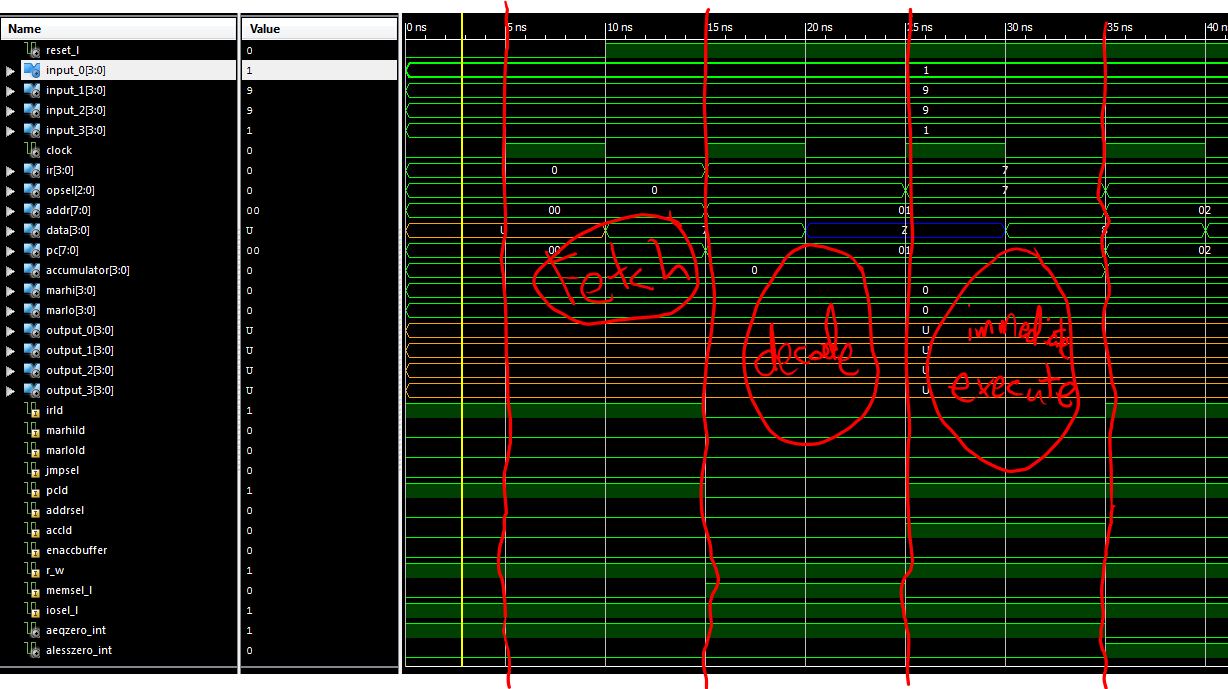 Name Value
0 ns 5 ns 10 ns 15 ns 20 ns 25 ns 30 ns 35 ns 40 n
reset_l 0
input_0[3:0] 1 1
input_1[3:0] 9 9
input_2[3:0] 9 9
input_3[3:0] 1 1
clock 0
ir[3:0] 0 0 7
opsel[2:0] 0 0 7
addr[7:0] 00 00 01 02
data[3:0] U U Z
pc[7:0] 00 00 01 02
accumulator[3:0] 0 0
marhi[3:0] 0 0
marlo[3:0] 0 0
output_0[3:0] U U
output_1[3:0] U U
output_2[3:0] U U
output_3[3:0] U U
irld 1
marhild 0
marlold 0
jmpsel 0
pcld 1
addrsel 0
accld 0
enaccbuffer 0
r_w 1
memsel_l 0
iosel_l 1
aeqzero_int 1
alesszero_int 0
Fetch
decode
immediate
execute